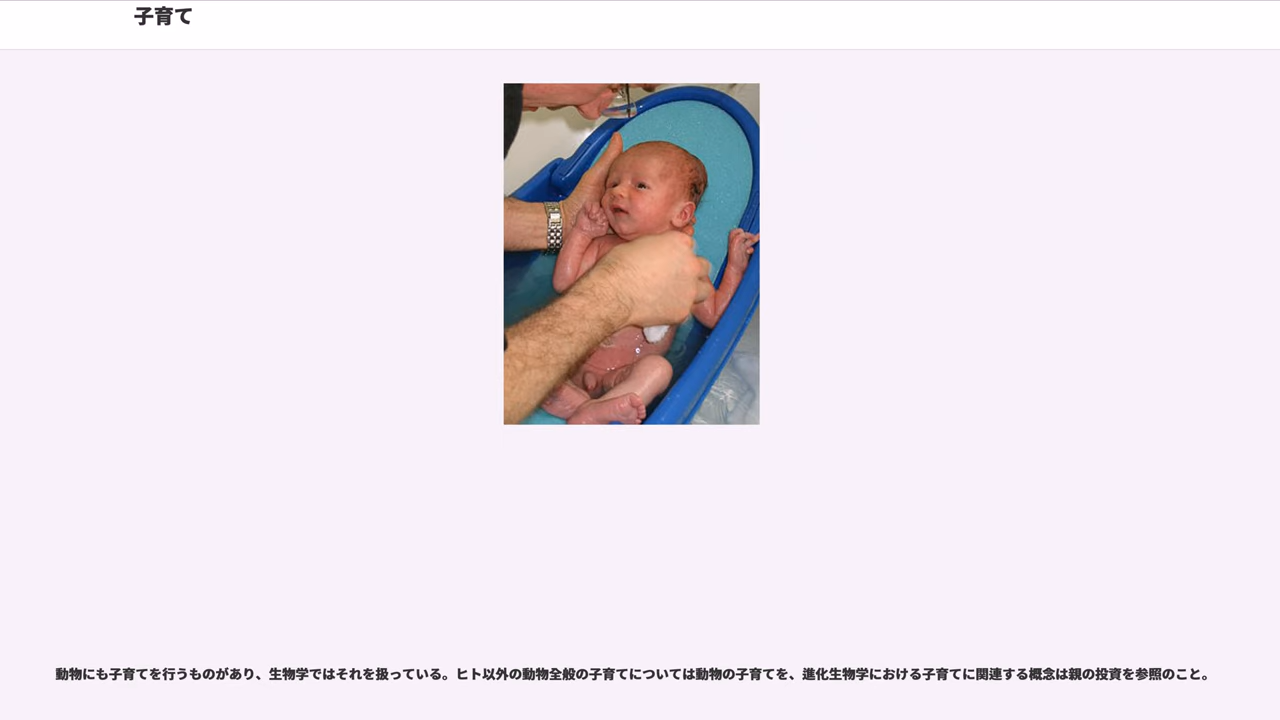 子育て
動物にも子育てを行うものがあり、生物学ではそれを扱っている。ヒト以外の動物全般の子育てについては動物の子育てを、進化生物学における子育てに関連する概念は親の投資を参照のこと。